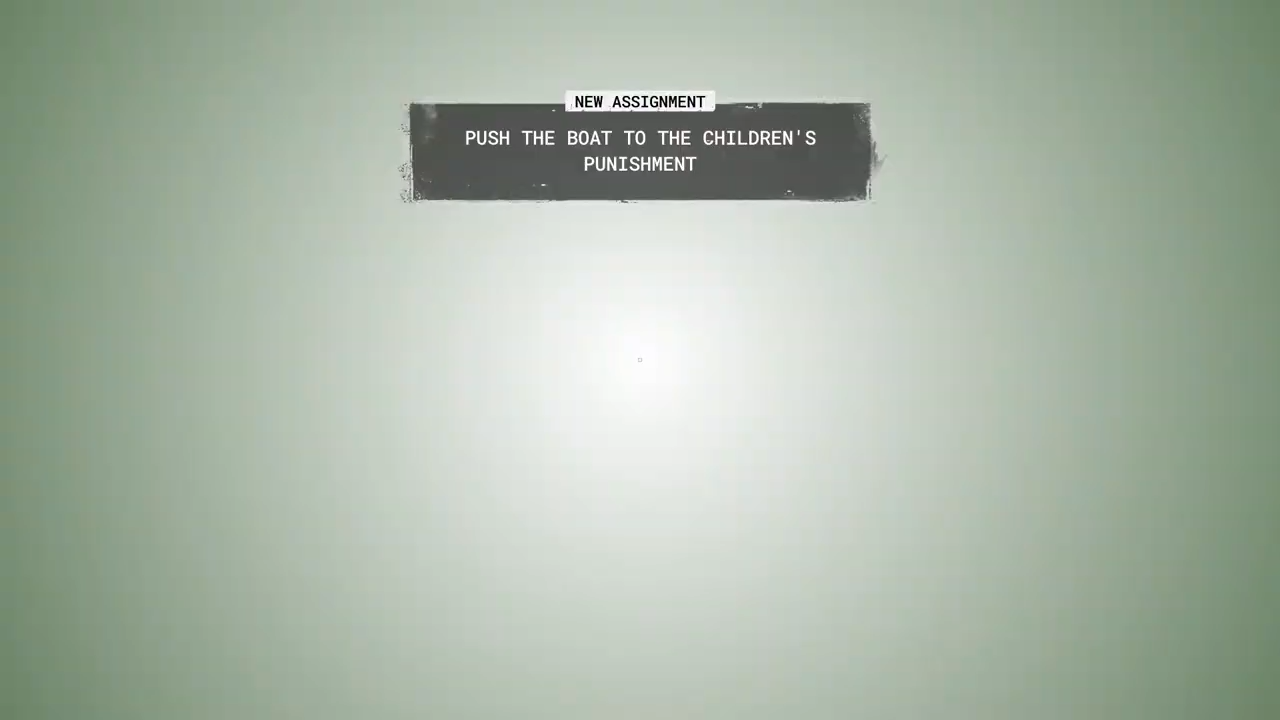 NEW ASSIGNMENT
PUSH THE BOAT TO THE CHILDREN'S
PUNISHMENT